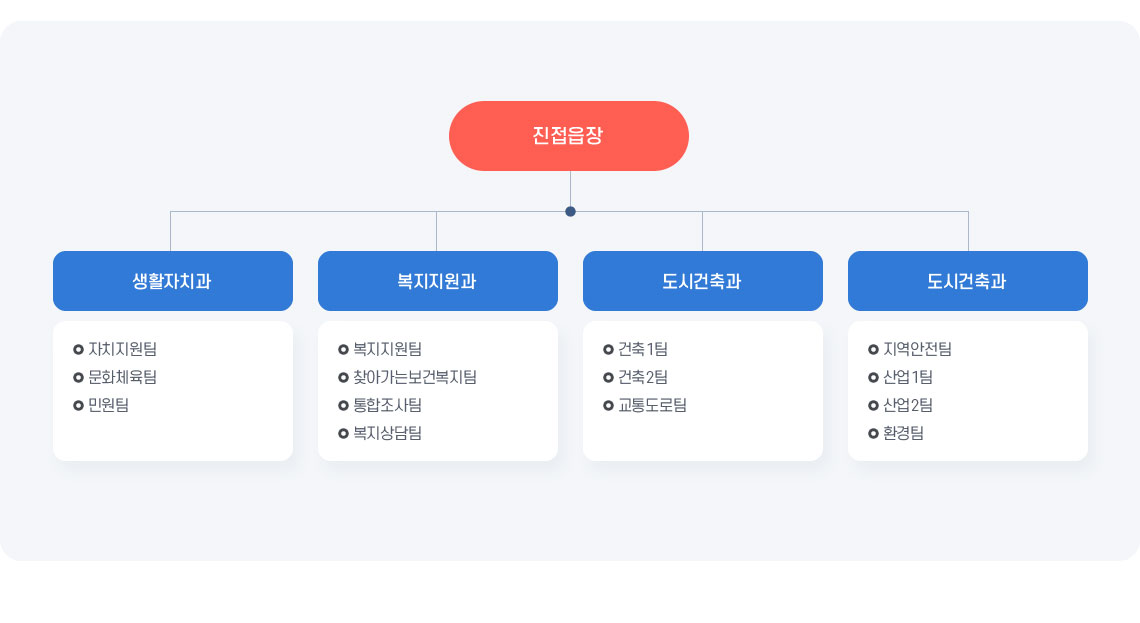 진접읍장
생활자치과
자치지원팀
문화체육팀
민원팀
복지지원과
복지지원팀
찾아가는보건복지팀
통합조사팀
복지상담팀
도시건축과
건축1팀
건축2팀
교통도로팀
도시건축과
지역안전팀
산업1팀
산업2팀
환경팀